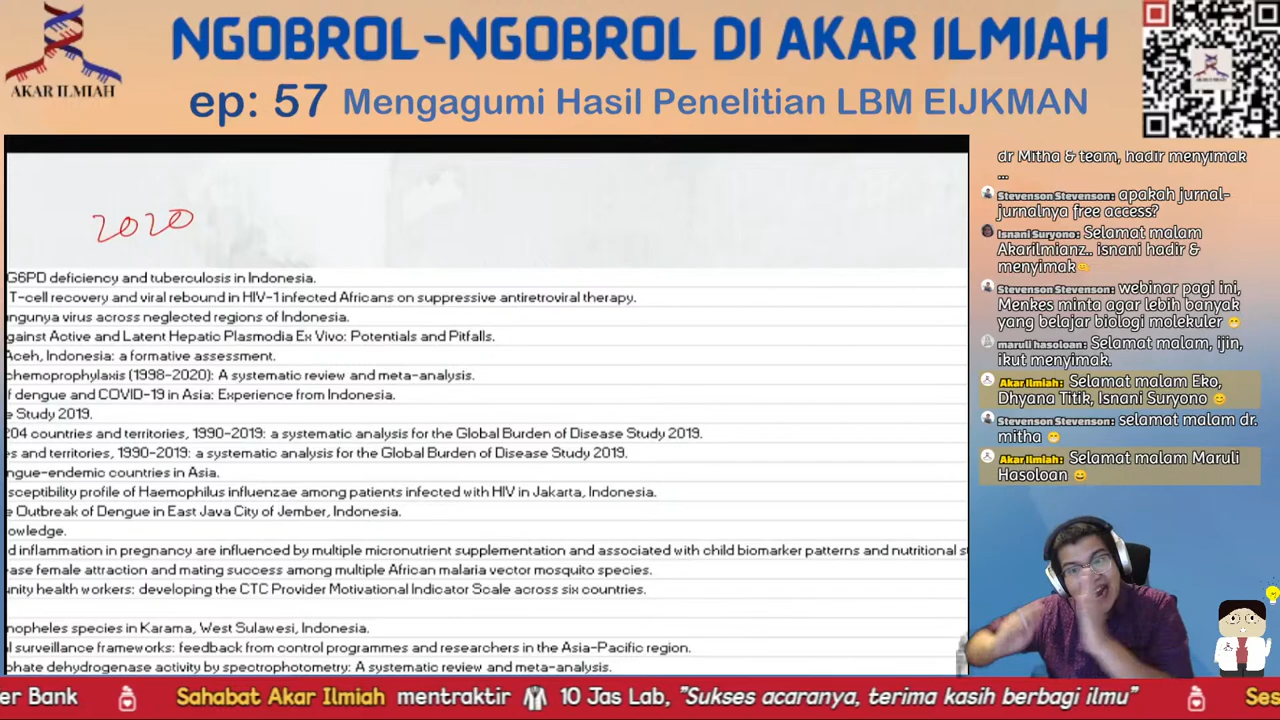 AKAR ILMIAH
NGOBROL-NGOBROL DI AKAR ILMIAH
ep: 57 Mengagumi Hasil Penelitian LBM EIJKMAN
2020
G6PD deficiency and tuberculosis in Indonesia.
T-cell recovery and viral rebound in HIV-1 infected Africans on suppressive antiretroviral therapy.
ngunya virus across neglected regions of Indonesia.
gainst Active and Latent Hepatic Plasmodia Ex Vivo: Potentials and Pitfalls.
Aceh, Indonesia: a formative assessment.
chemoprophylaxis (1998-2020): A systematic review and meta-analysis.
f dengue and COVID-19 in Asia: Experience from Indonesia.
e Study 2019.
204 countries and territories, 1990-2019: a systematic analysis for the Global Burden of Disease Study 2019.
es and territories, 1990-2019: a systematic analysis for the Global Burden of Disease Study 2019.
ngue-endemic countries in Asia.
sceptibility profile of Haemophilus influenzae among patients infected with HIV in Jakarta, Indonesia.
e Outbreak of Dengue in East Java City of Jember, Indonesia.
owledge.
d inflammation in pregnancy are influenced by multiple micronutrient supplementation and associated with child biomarker patterns and nutritional s
ease female attraction and mating success among multiple African malaria vector mosquito species.
unity health workers: developing the CTC Provider Motivational Indicator Scale across six countries.
nopheles species in Karama, West Sulawesi, Indonesia.
l surveillance frameworks: feedback from control programmes and researchers in the Asia-Pacific region.
phate dehydrogenase activity by spectrophotometry: A systematic review and meta-analysis.
dr Mitha & team, hadir menyimak
...
Stevenson Stevenson: apakah jurnal-
jurnalnya free access?
Isnani Suryono: Selamat malam
Akarilmianz.. isnani hadir &
menyimak
Stevenson Stevenson: webinar pagi ini,
Menkes minta agar lebih banyak
yang belajar biologi molekuler
maruli hasoloan: Selamat malam, ijin,
ikut menyimak.
Akar Ilmiah: Selamat malam Eko,
Dhyana Titik, Isnani Suryono
Stevenson Stevenson: selamat malam dr.
mitha
Akar Ilmiah: Selamat malam Maruli
Hasoloan
er Bank Sahabat Akar Ilmiah mentraktir 10 Jas Lab, "Sukses acaranya, terima kasih berbagi ilmu" Ses